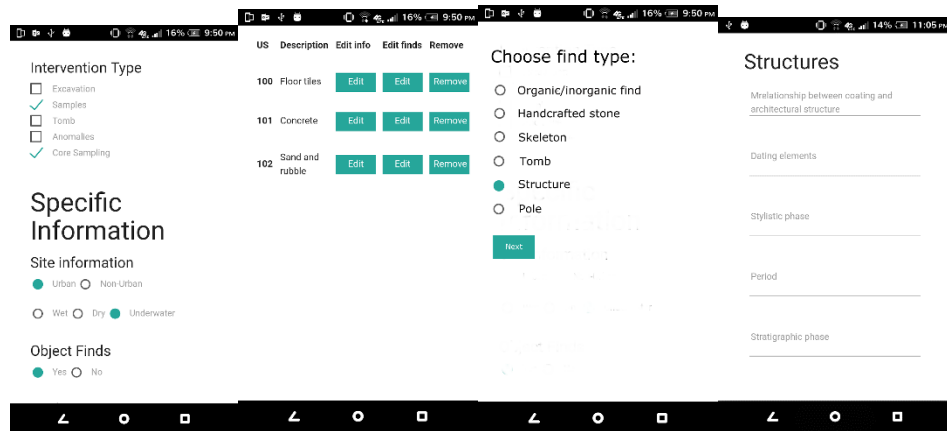 16% 9:50 PM
Intervention Type
Excavation
Samples
Tomb
Anomalies
Core Sampling
Specific
Information
Site information
Urban Non-Urban
Wet Dry Underwater
Object Finds
Yes No
16% 9:50 PM
US Description Edit info Edit finds Remove
100 Floor tiles Edit Edit Remove
101 Concrete Edit Edit Remove
102 Sand and
rubble Edit Edit Remove
16% 9:50 PM
Choose find type:
Organic/inorganic find
Handcrafted stone
Skeleton
Tomb
Structure
Pole
Next
14% 11:05 PM
Structures
Mrelationship between coating and
architectural structure
Dating elements
Stylistic phase
Period
Stratigraphic phase